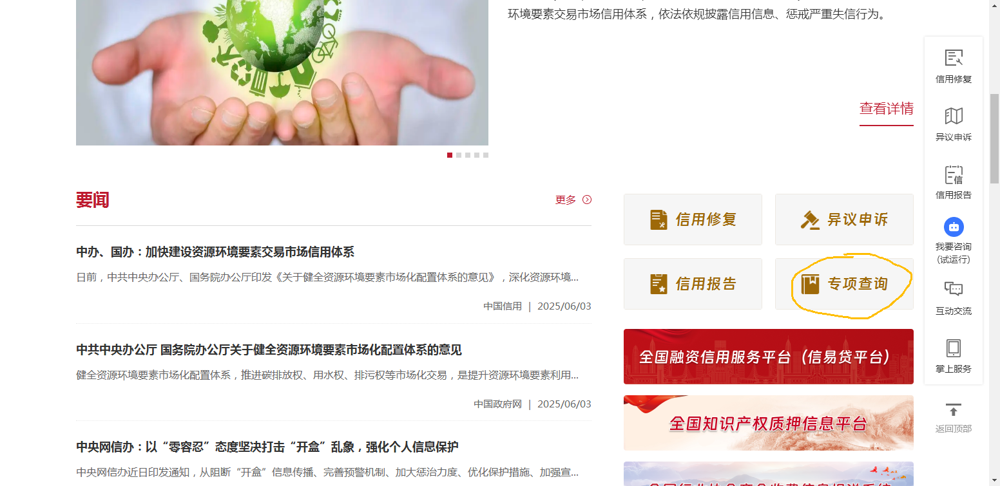 环境要素交易市场信用体系，依法依规披露信用信息、惩戒严重失信行为。
查看详情
要闻
更多
中办、国办：加快建设资源环境要素交易市场信用体系
日前，中共中央办公厅、国务院办公厅印发《关于健全资源环境要素市场化配置体系的意见》，深化资源环境...
中国信用 | 2025/06/03
中共中央办公厅 国务院办公厅关于健全资源环境要素市场化配置体系的意见
健全资源环境要素市场化配置体系，推进碳排放权、用水权、排污权等市场化交易，是提升资源环境要素利用...
中国政府网 | 2025/06/03
中央网信办：以“零容忍”态度坚决打击“开盒”乱象，强化个人信息保护
中央网信办近日印发通知，从阻断“开盒”信息传播、完善预警机制、加大惩治力度、优化保护措施、加强宣...
信用修复
异议申诉
信用报告
专项查询
全国融资信用服务平台（信易贷平台）
全国知识产权质押信息平台
信用修复
异议申诉
信
信用报告
我要咨询
(试运行)
互动交流
掌上服务
返回顶部